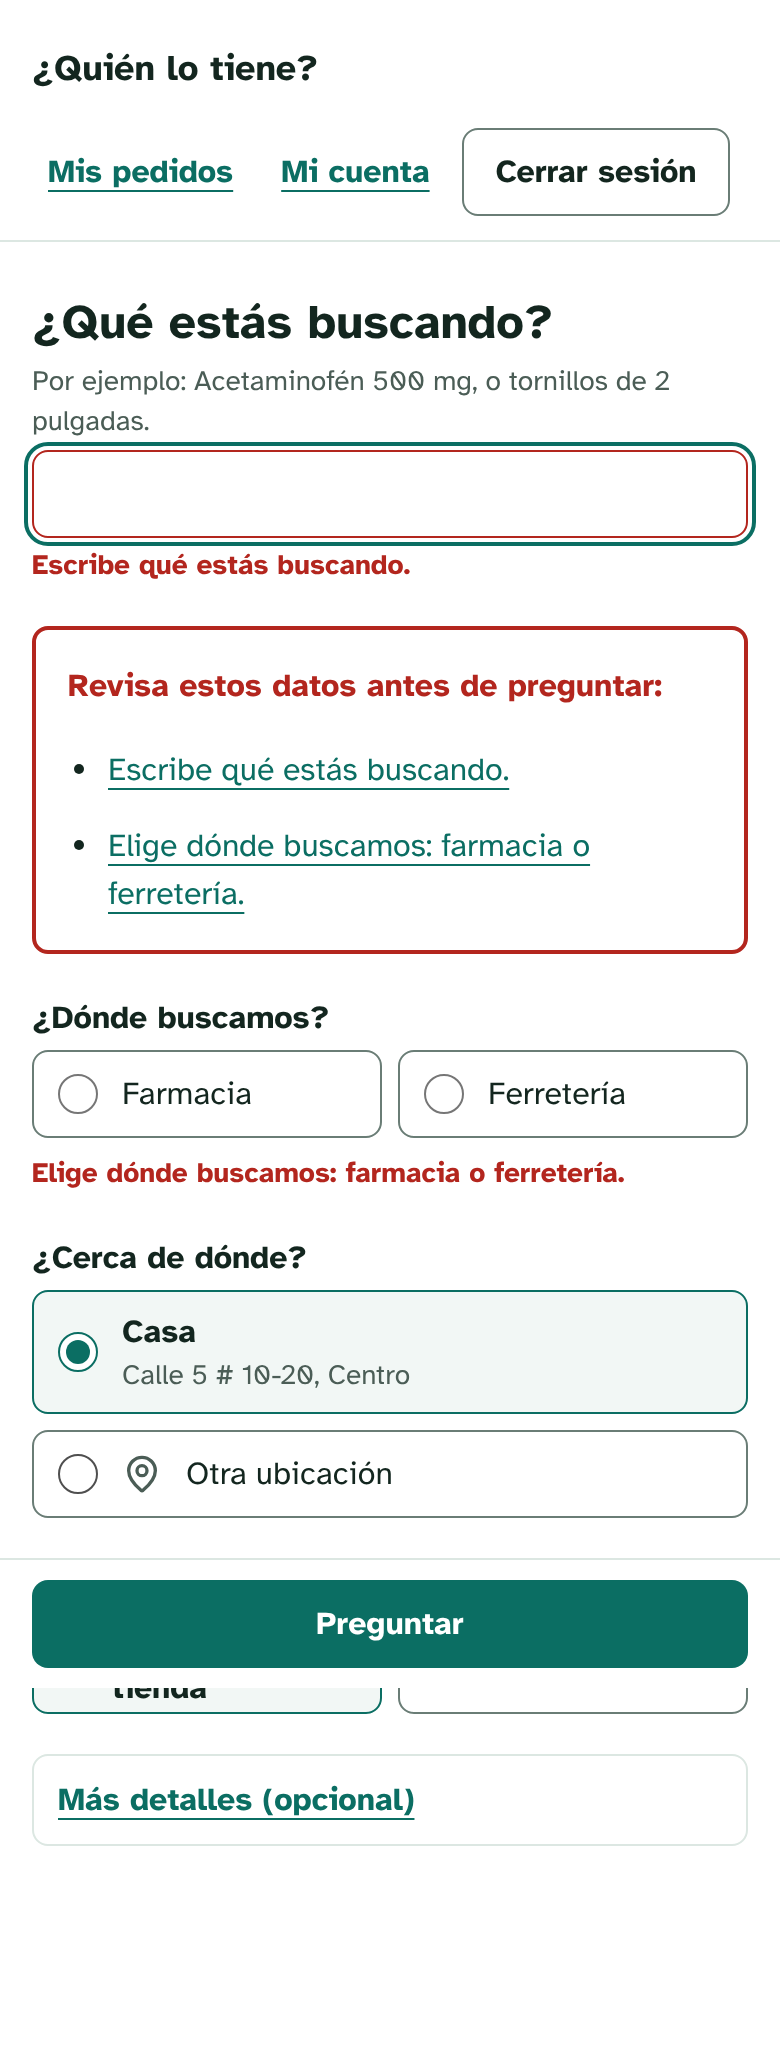 ¿Quién lo tiene?
Mis pedidos
Mi cuenta
Cerrar sesión
¿Qué estás buscando?
Por ejemplo: Acetaminofén 500 mg, o tornillos de 2
pulgadas.
Escribe qué estás buscando.
Revisa estos datos antes de preguntar:
Escribe qué estás buscando.
Elige dónde buscamos: farmacia o
ferretería.
¿Dónde buscamos?
Farmacia
Ferretería
Elige dónde buscamos: farmacia o ferretería.
¿Cerca de dónde?
Casa
Calle 5 # 10-20, Centro
Otra ubicación
Preguntar
tienda
Más detalles (opcional)